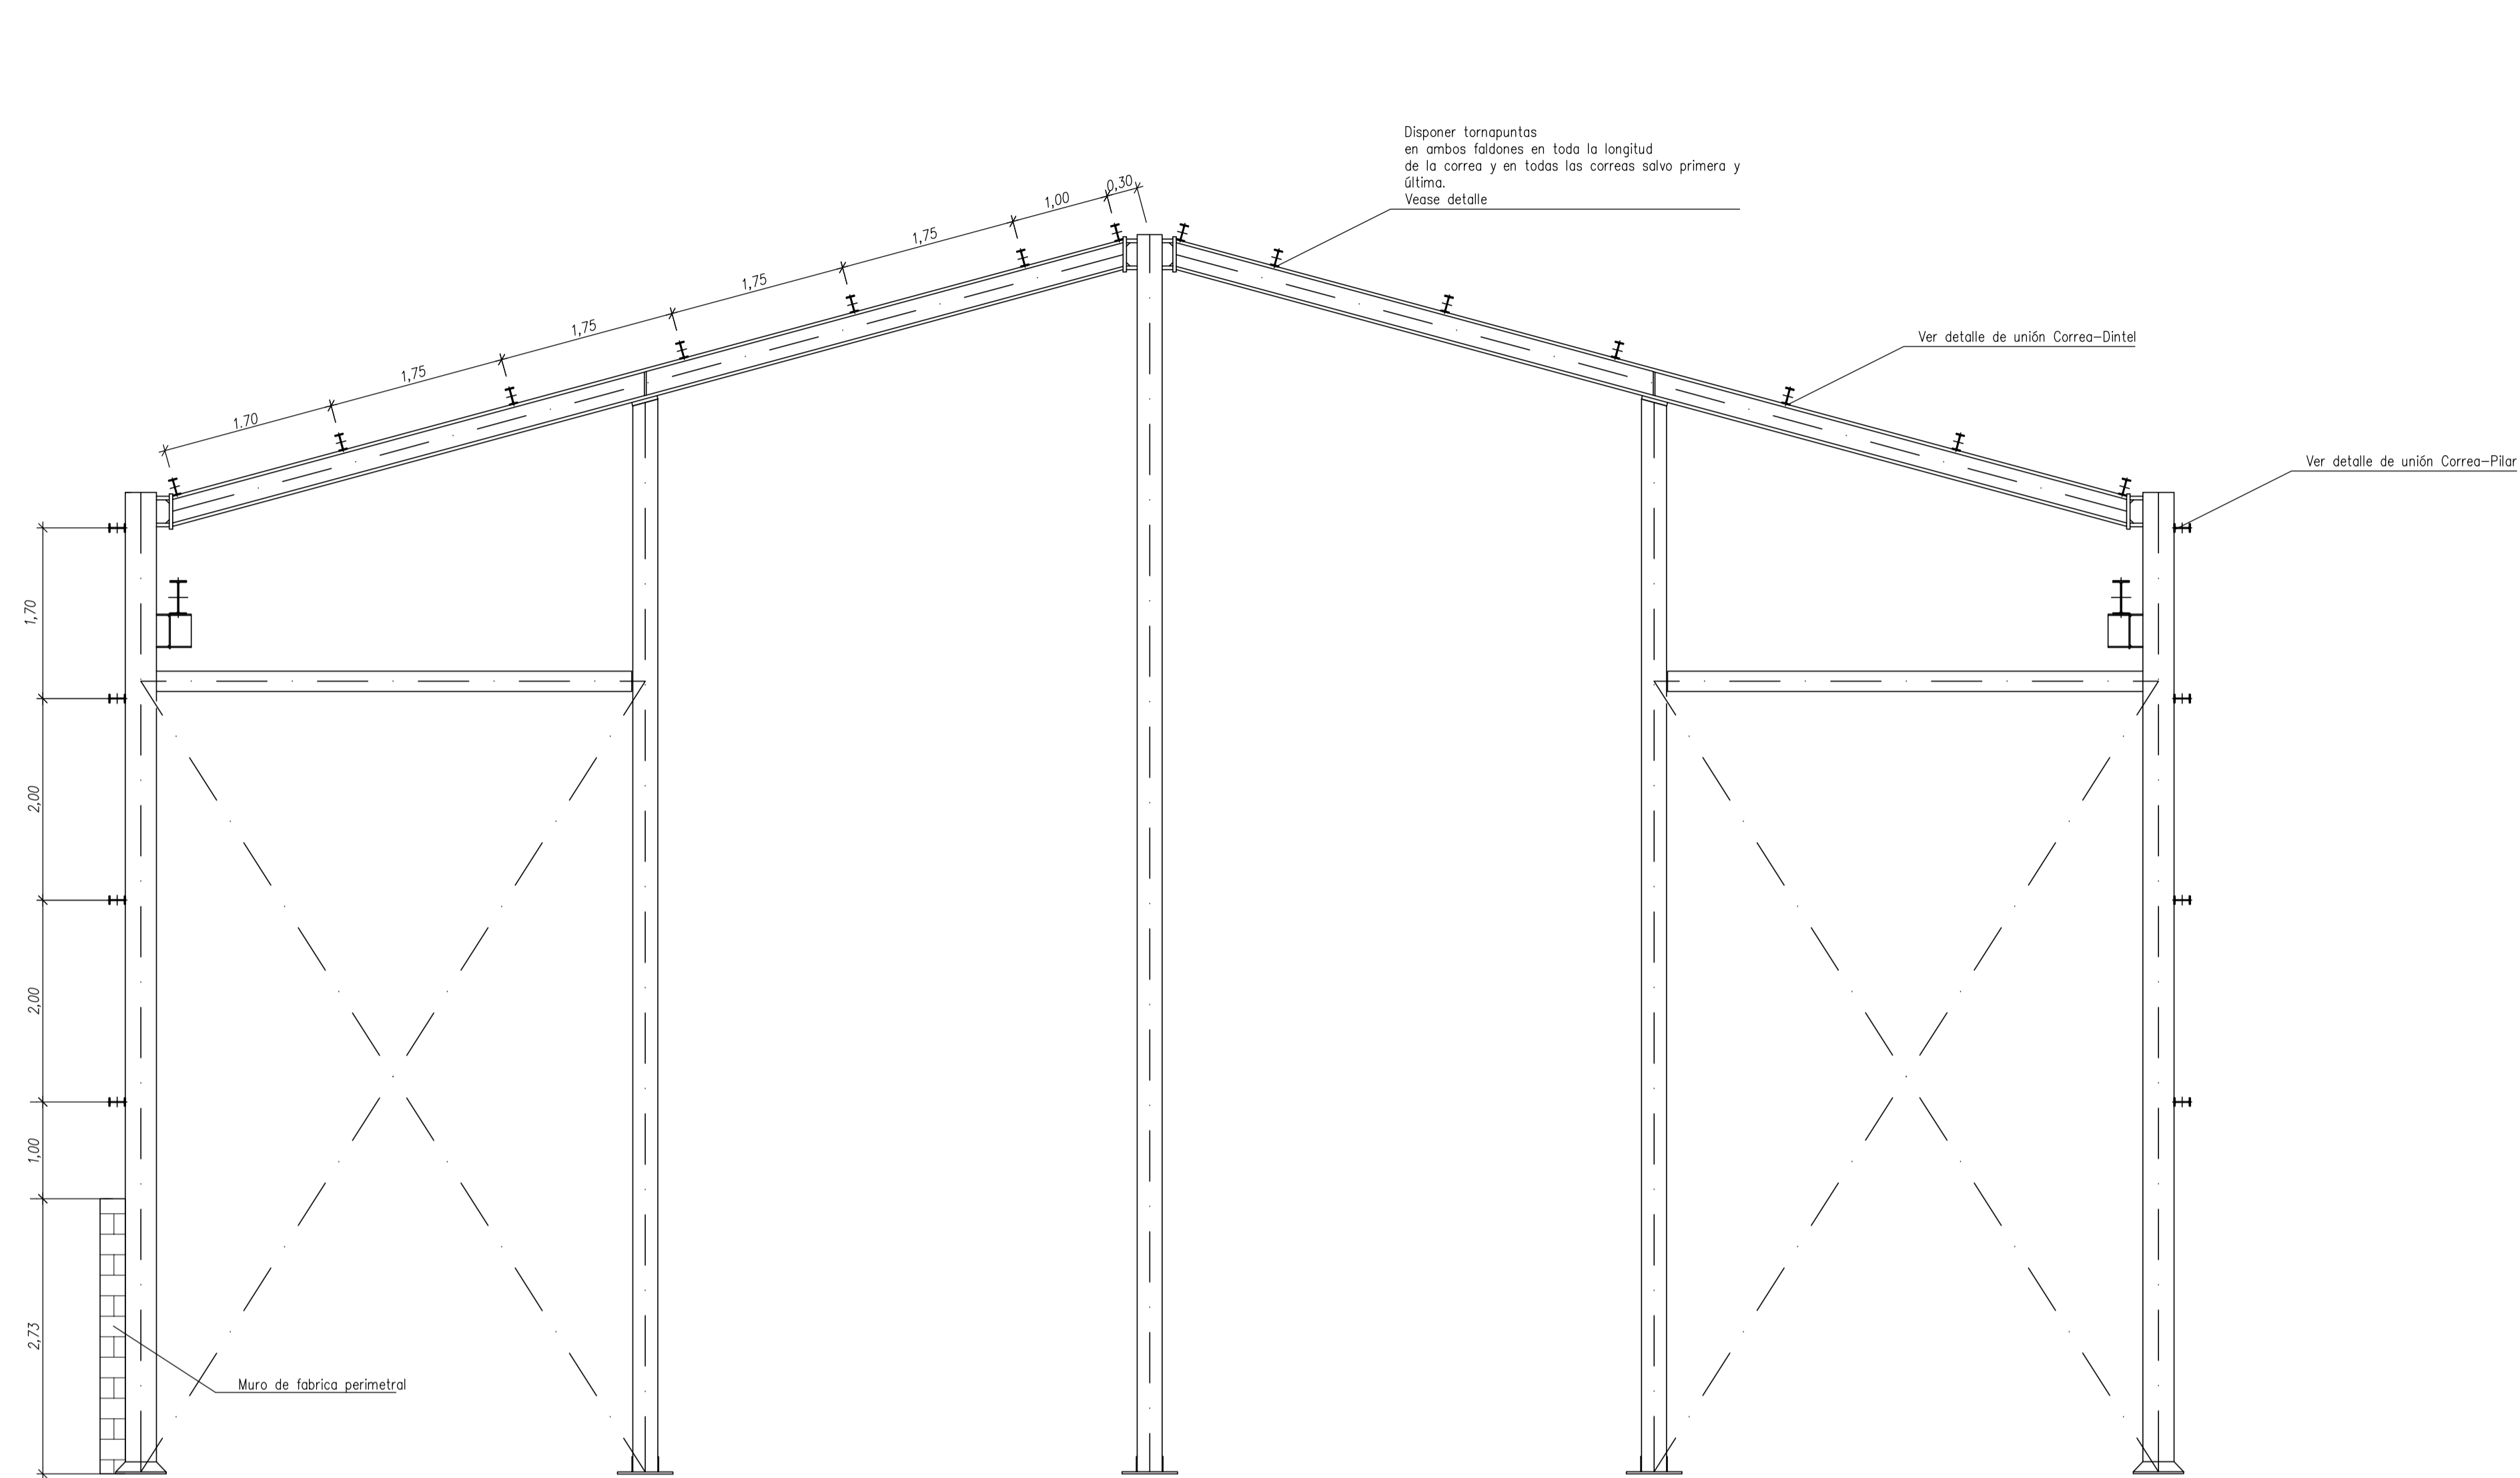 Disponer tornapuntas
en ambos faldones en toda la longitud
de la correa y en todas las correas salvo primera y
última.
Vease detalle
0,30
1,00
1,75
1,75
1,75
1,75
1.70
Ver detalle de unión Correa-Dintel
Ver detalle de unión Correa-Pilar
1,70
2,00
2,00
1,00
2,73
Muro de fabrica perimetral